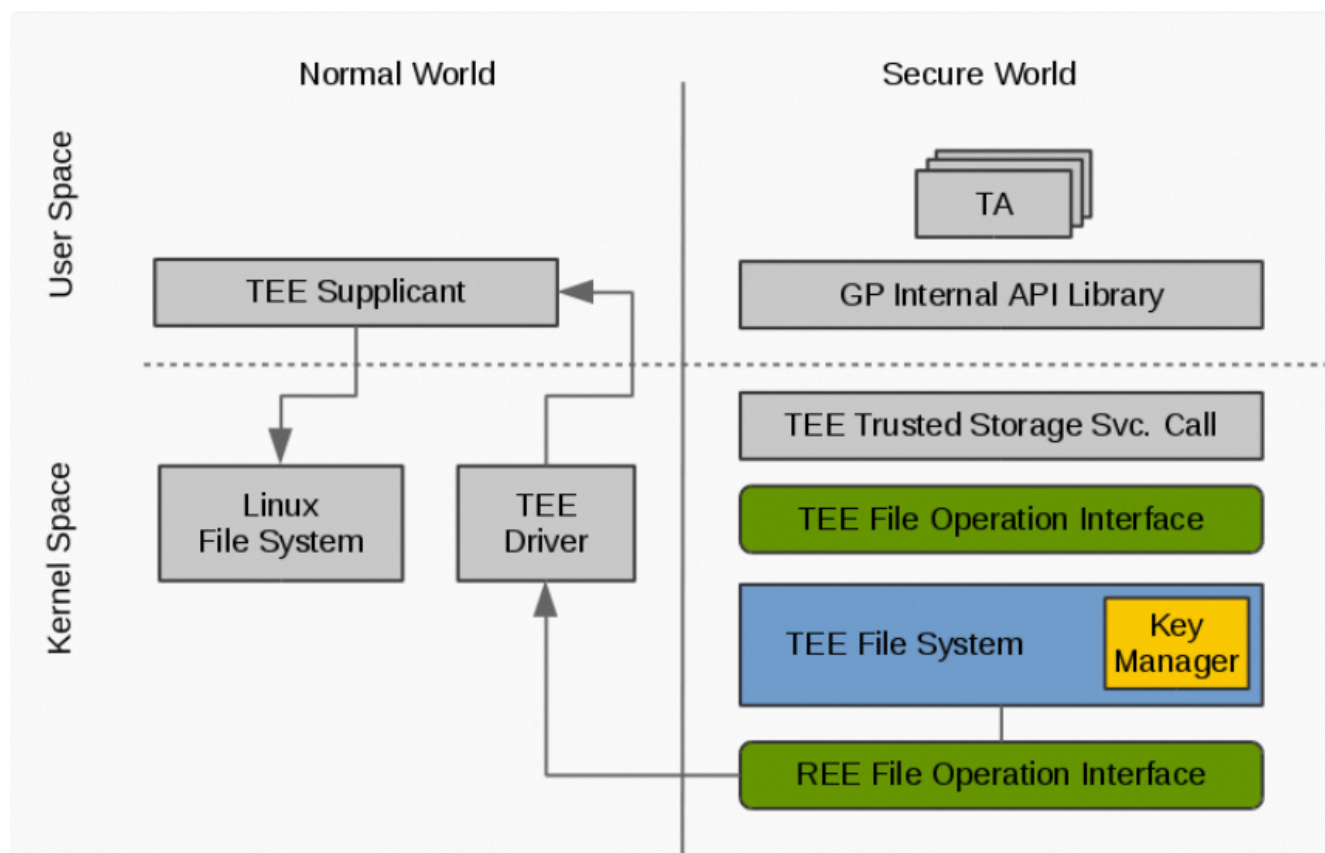 Normal World
Secure World
User Space
TA
TEE Supplicant
GP Internal API Library
Kernel Space
TEE Trusted Storage Svc. Call
Linux
File System
TEE
Driver
TEE File Operation Interface
TEE File System
Key
Manager
REE File Operation Interface